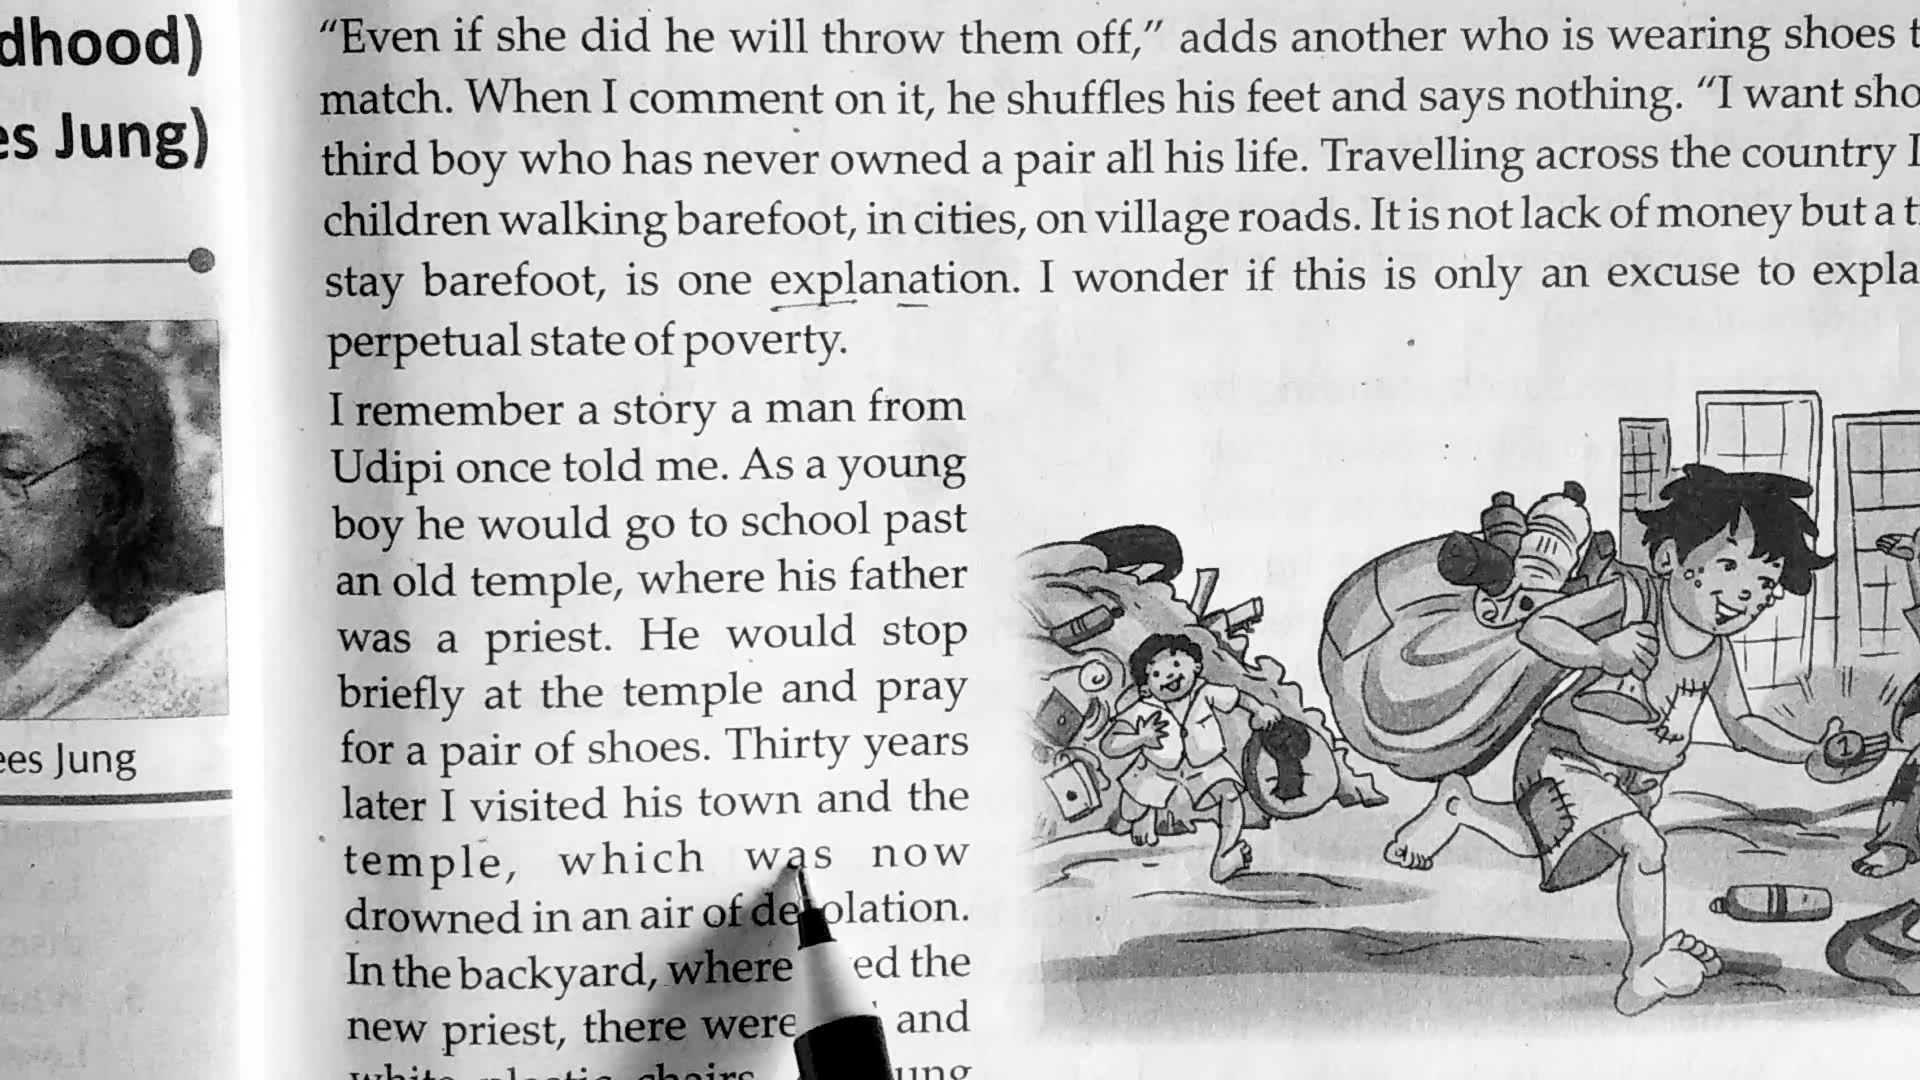 dhood)
es Jung)
ees Jung
"Even if she did he will throw them off," adds another who is wearing shoes
match. When I comment on it, he shuffles his feet and says nothing. "I want sho
third boy who has never owned a pair all his life. Travelling across the country I
children walking barefoot, in cities, on village roads. It is not lack of money but a
stay barefoot, is one explanation. I wonder if this is only an excuse to expla
perpetual state of poverty.
I remember a story a man from
Udipi once told me. As a young
boy he would go to school past
an old temple, where his father
was a priest. He would stop
briefly at the temple and pray
for a pair of shoes. Thirty years
later I visited his town and the
temple, which was now
drowned in an air of de olation.
In the backyard, where ed the
new priest, there were and
white plastic chairs. ung
1